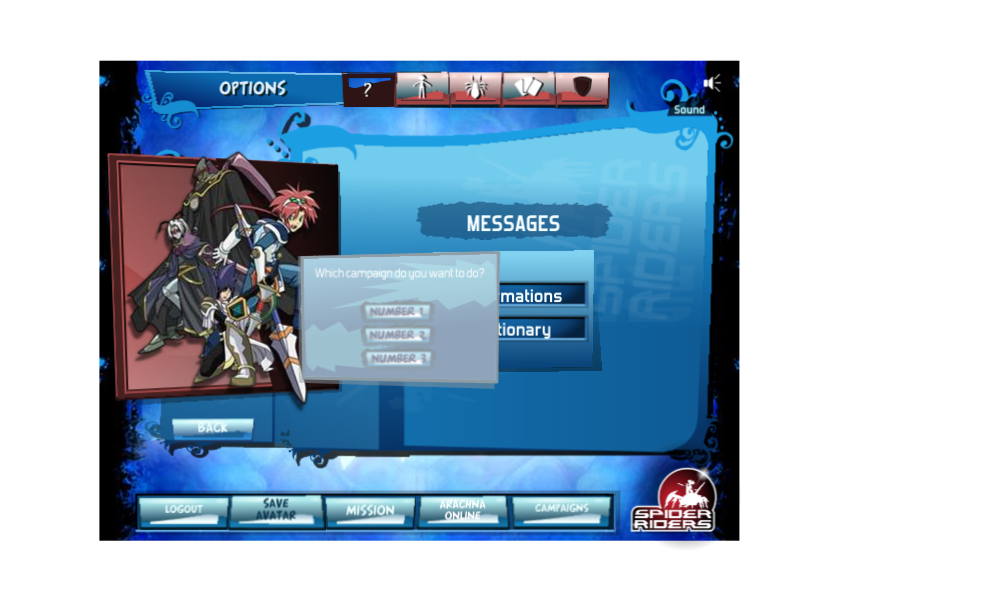 OPTIONS
?
Sound
MESSAGES
Which campaign do you want to do?
mations
NUMBER 1
tionary
NUMBER 2
NUMBER 3
BACK
LOGOUT
SAVE
AVATAR
MISSION
ARACHNA
ONLINE
CAMPAIGNS
SPIDER
RIDERS
SPIDER
RIDERS